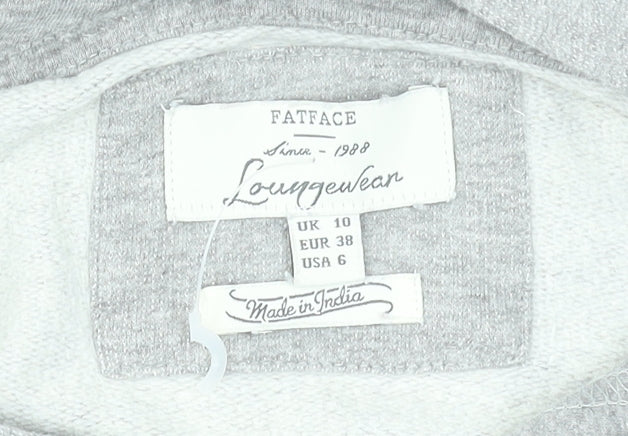 FATFACE
Since - 1988
Loungewear
UK 10
EUR 38
USA 6
Made in India